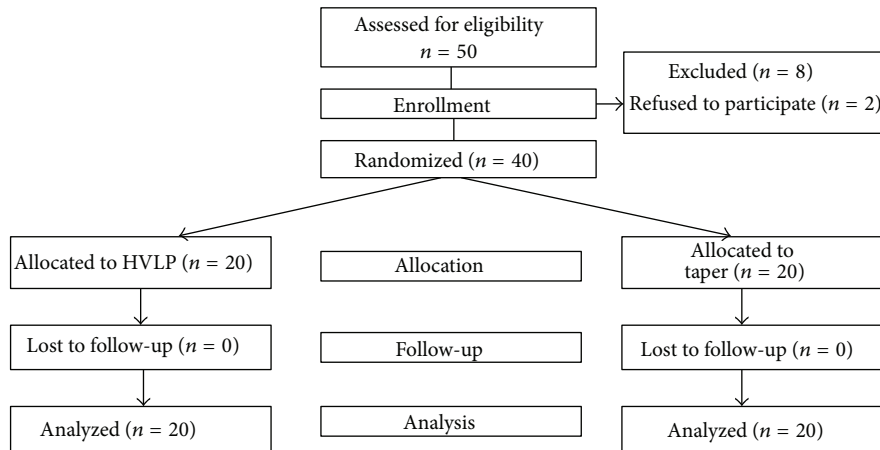 Assessed for eligibility
n = 50
Excluded (n = 8)
Refused to participate (n = 2)
Enrollment
Randomized (n = 40)
Allocated to HVLP (n = 20)
Allocation
Allocated to
taper (n = 20)
Lost to follow-up (n = 0)
Follow-up
Lost to follow-up (n = 0)
Analyzed (n = 20)
Analysis
Analyzed (n = 20)